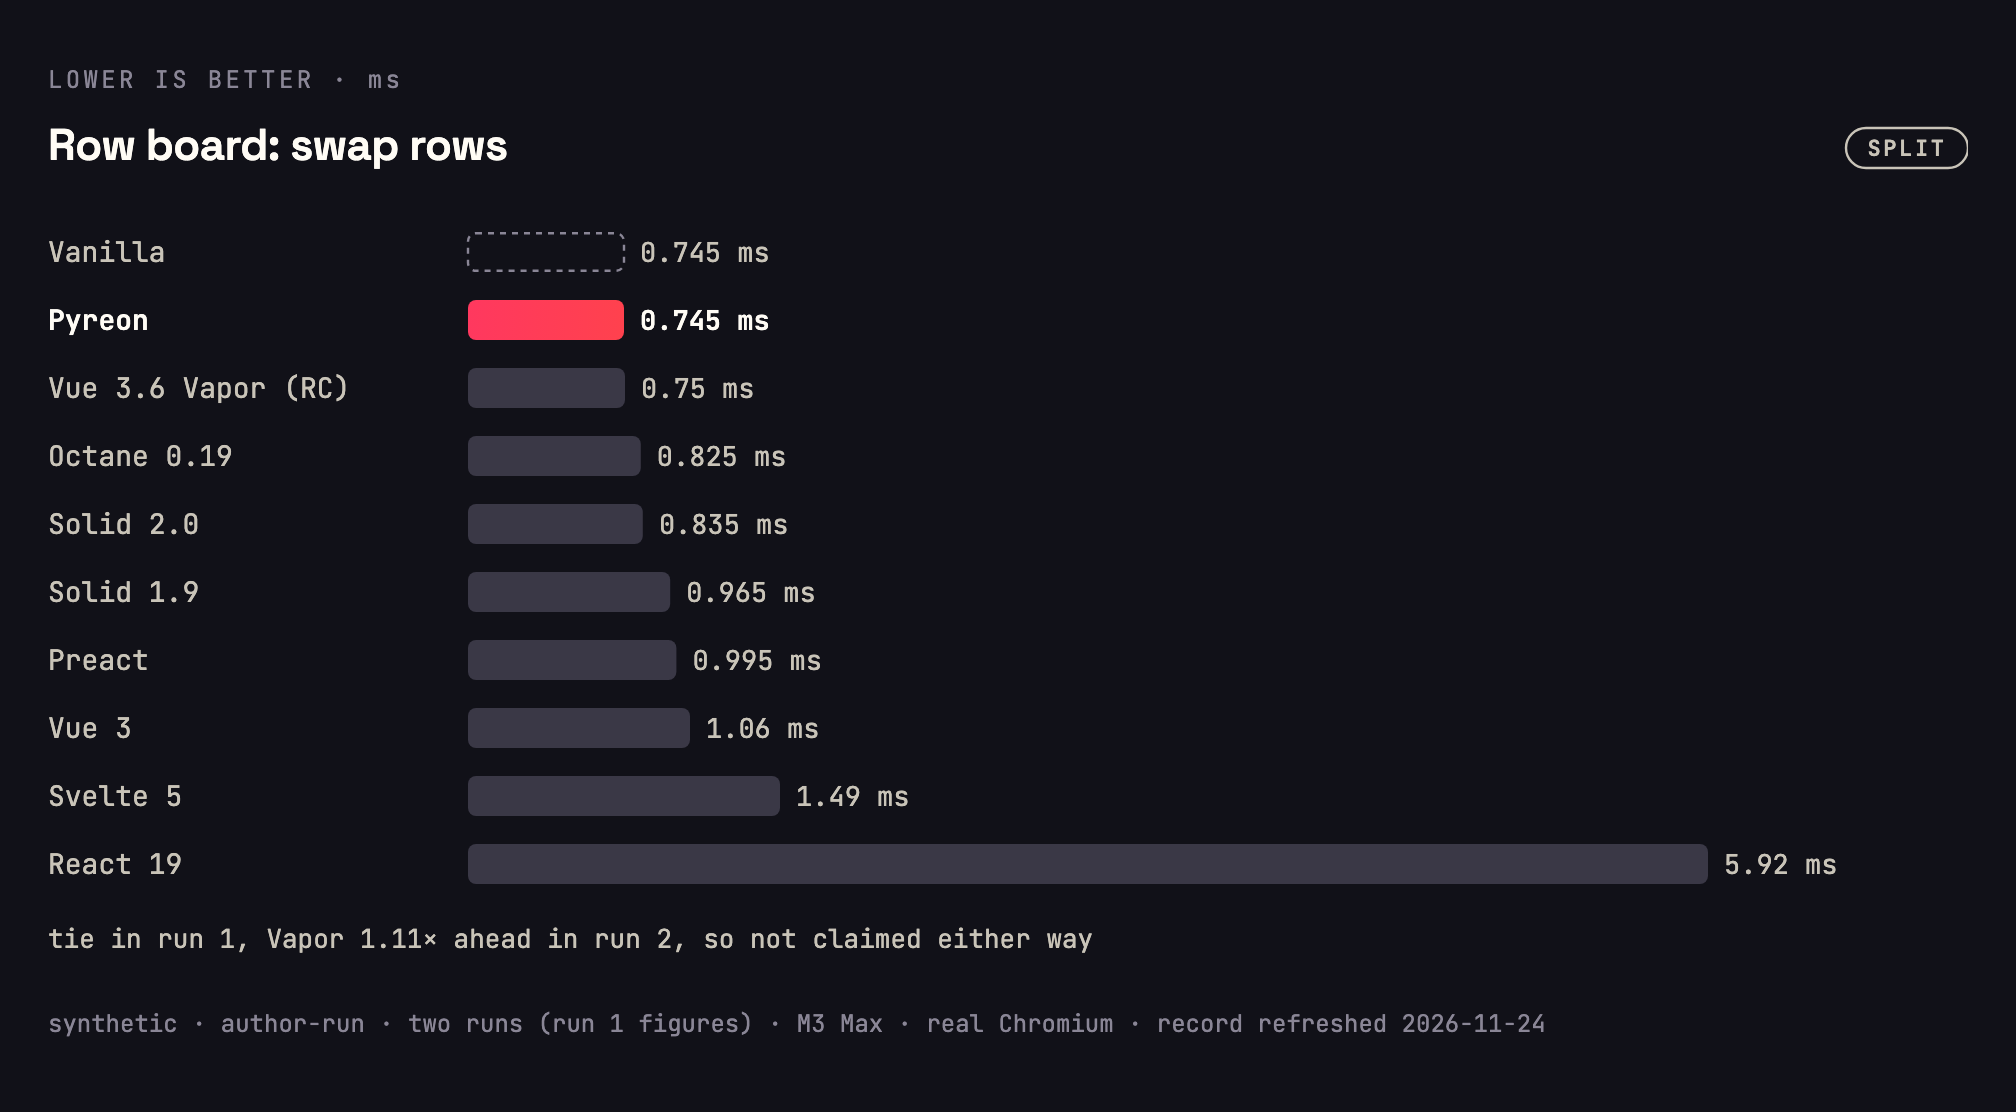 LOWER IS BETTER · ms
Row board: swap rows
SPLIT
Vanilla 0.745 ms
Pyreon 0.745 ms
Vue 3.6 Vapor (RC) 0.75 ms
Octane 0.19 0.825 ms
Solid 2.0 0.835 ms
Solid 1.9 0.965 ms
Preact 0.995 ms
Vue 3 1.06 ms
Svelte 5 1.49 ms
React 19 5.92 ms
tie in run 1, Vapor 1.11× ahead in run 2, so not claimed either way
synthetic · author-run · two runs (run 1 figures) · M3 Max · real Chromium · record refreshed 2026-11-24